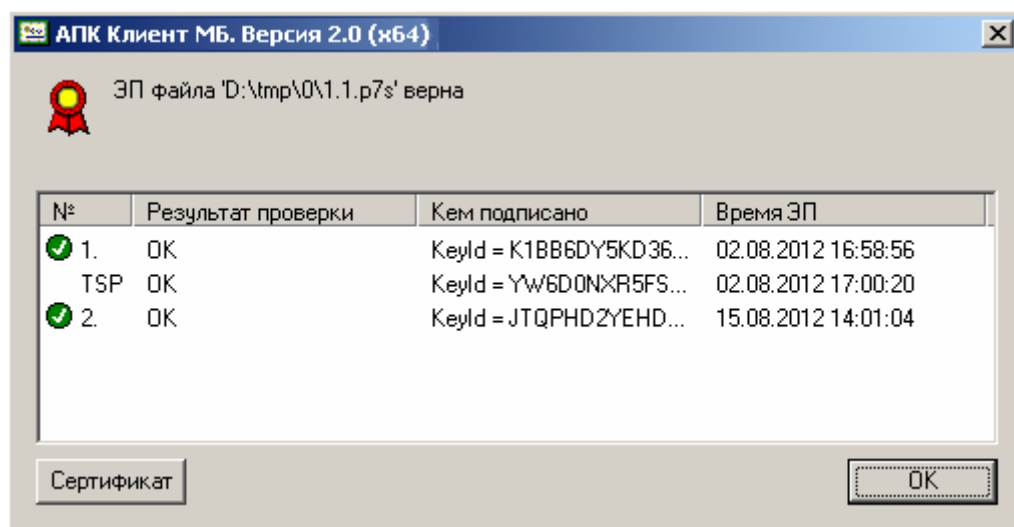 АПК Клиент МБ. Версия 2.0 (x64)
ЭП файла 'D:\tmp\0\1.1.p7s' верна
№ Результат проверки Кем подписано Время ЭП
1. OK KeyId = K1BB6DY5KD36... 02.08.2012 16:58:56
TSP OK KeyId = YW6D0NXR5FS... 02.08.2012 17:00:20
2. OK KeyId = JTQPHD2YEHD... 15.08.2012 14:01:04
Сертификат OK